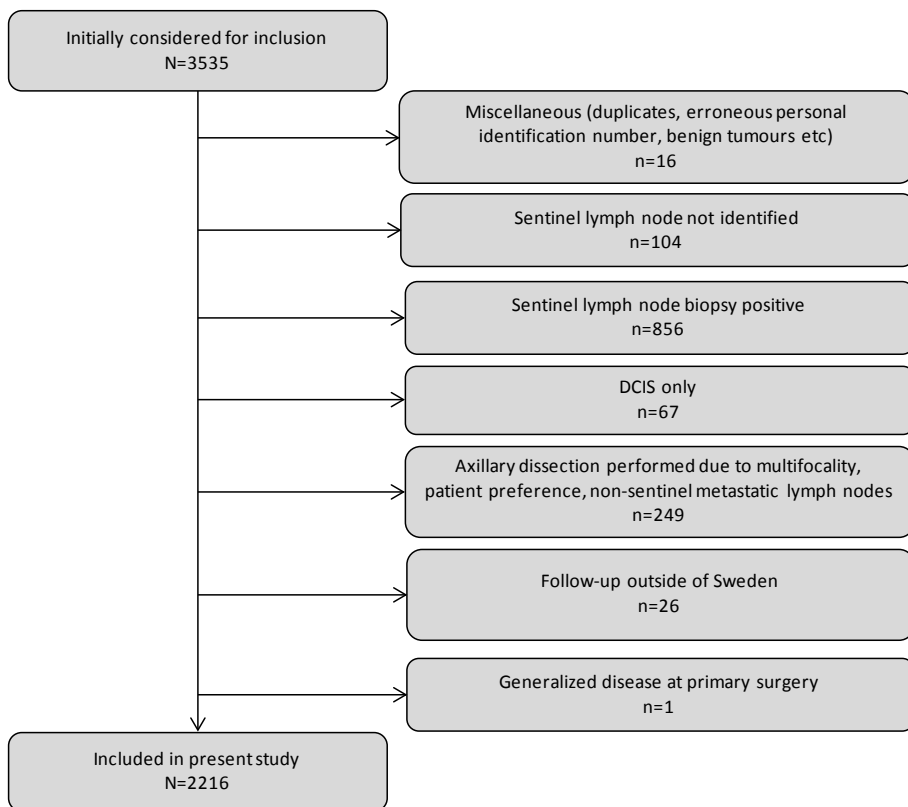 Initially considered for inclusion
N=3535
Miscellaneous (duplicates, erroneous personal
identification number, benign tumours etc)
n=16
Sentinel lymph node not identified
n=104
Sentinel lymph node biopsy positive
n=856
DCIS only
n=67
Axillary dissection performed due to multifocality,
patient preference, non-sentinel metastatic lymph nodes
n=249
Follow-up outside of Sweden
n=26
Generalized disease at primary surgery
n=1
Included in present study
N=2216